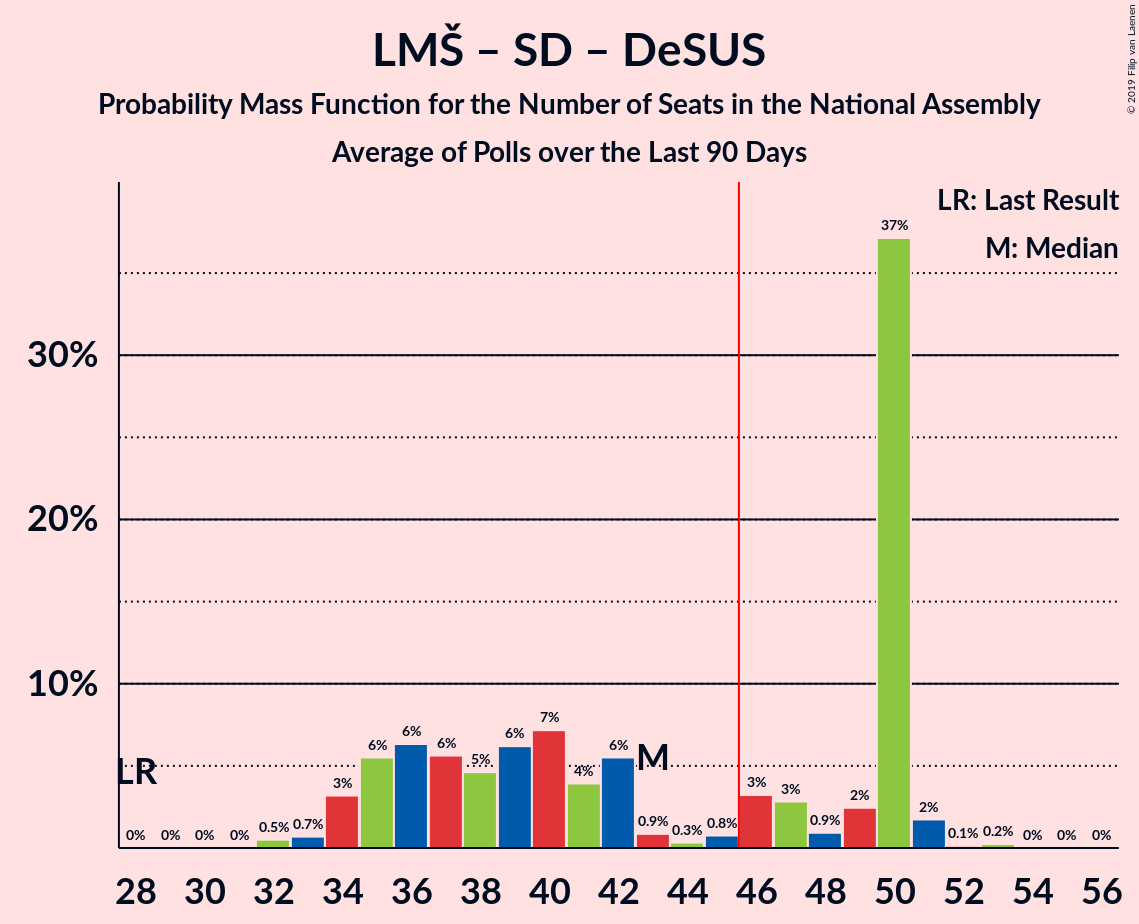 LMŠ – SD – DeSUS
Probability Mass Function for the Number of Seats in the National Assembly
Average of Polls over the Last 90 Days
© 2019 Filip van Laenen
LR: Last Result
M: Median
30%
20%
10%
LR
M
0% 0% 0% 0% 0.5% 0.7% 3% 6% 6% 6% 5% 6% 7% 4% 6% 0.9% 0.3% 0.8% 3% 3% 0.9% 2% 37% 2% 0.1% 0.2% 0% 0% 0%
28 30 32 34 36 38 40 42 44 46 48 50 52 54 56